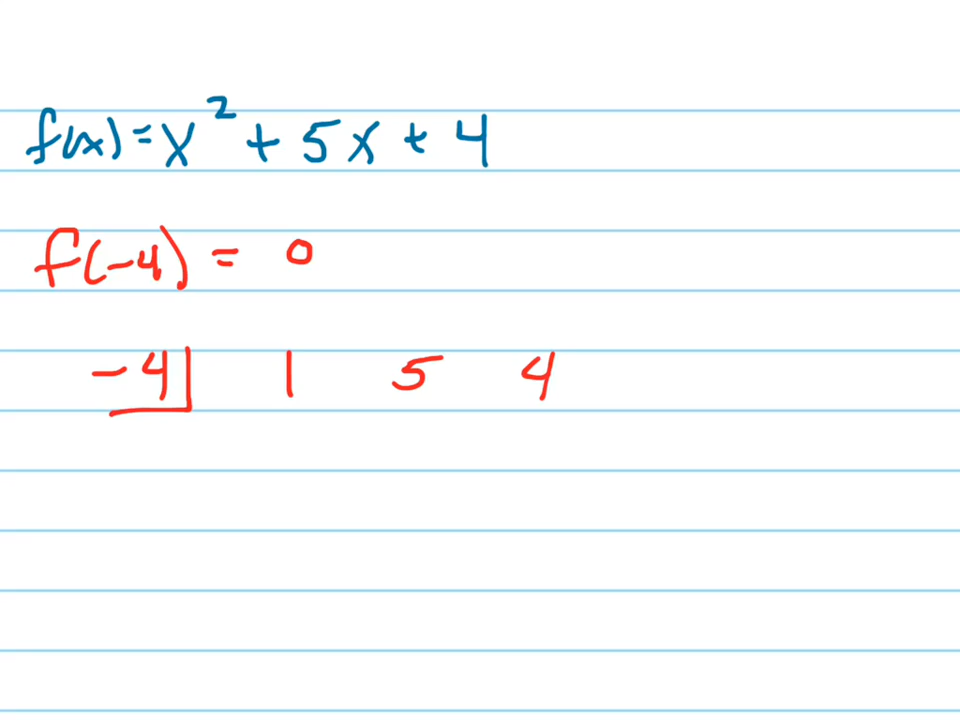 f(x) = x² + 5x + 4
f(-4) = 0
-4| 1 5 4